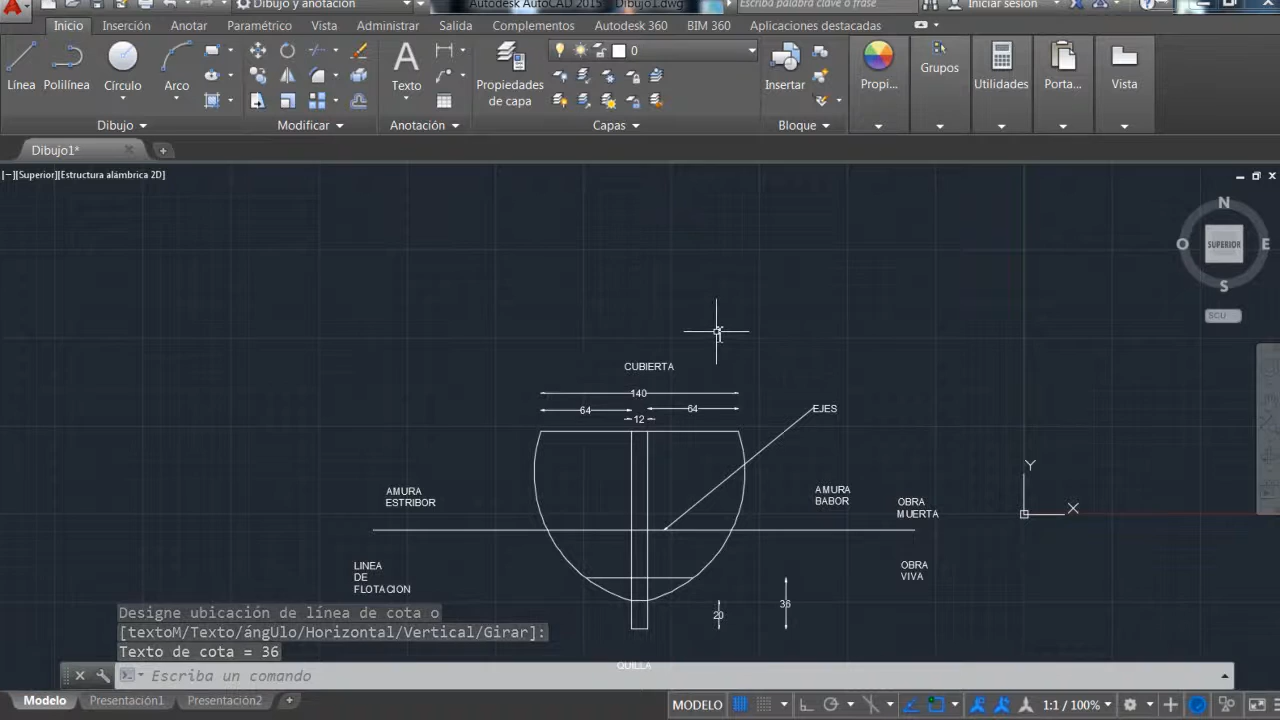 Dibujo y anotación
Autodesk AutoCAD 2015 Dibujo1.dwg
Escriba palabra clave o frase
Iniciar sesión
Inicio Inserción Anotar Paramétrico Vista Administrar Salida Complementos Autodesk 360 BIM 360 Aplicaciones destacadas
0
Línea Polilínea Círculo Arco Texto Propiedades de capa Insertar Propi... Grupos Utilidades Porta... Vista
Dibujo Modificar Anotación Capas Bloque
Dibujo1*
[−][Superior][Estructura alámbrica 2D]
N
O SUPERIOR E
S
SCU
CUBIERTA
140
64 64
12
EJES
Y
X
AMURA
ESTRIBOR
AMURA
BABOR
OBRA
MUERTA
LINEA
DE
FLOTACION
OBRA
VIVA
36
20
QUILLA
Designe ubicación de línea de cota o
[textoM/Texto/ángUlo/Horizontal/Vertical/Girar]:
Texto de cota = 36
Escriba un comando
Modelo Presentación1 Presentación2 +
MODELO 1:1 / 100%